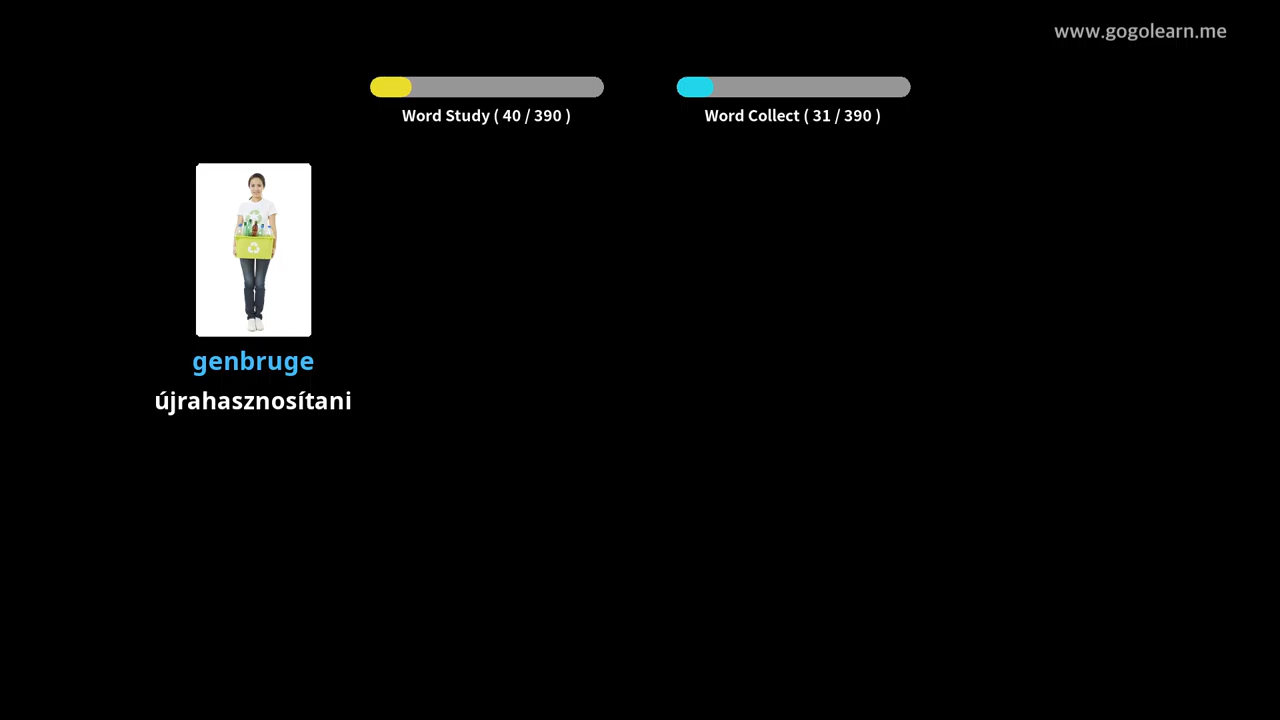 www.gogolearn.me
Word Study ( 40 / 390 )
Word Collect ( 31 / 390 )
genbruge
újrahasznosítani